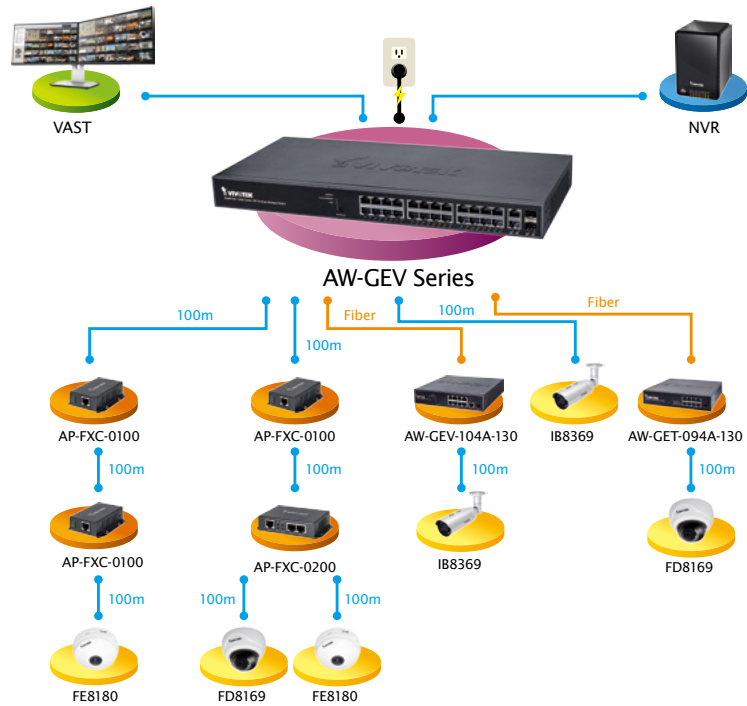 VAST
NVR
VIVOTEK
VIVOTEK
AW-GEV Series
100m
100m
Fiber
100m
Fiber
AP-FXC-0100
AP-FXC-0100
AW-GEV-104A-130
IB8369
AW-GET-094A-130
100m
100m
100m
100m
AP-FXC-0100
AP-FXC-0200
IB8369
FD8169
100m
100m
100m
FE8180
FD8169
FE8180